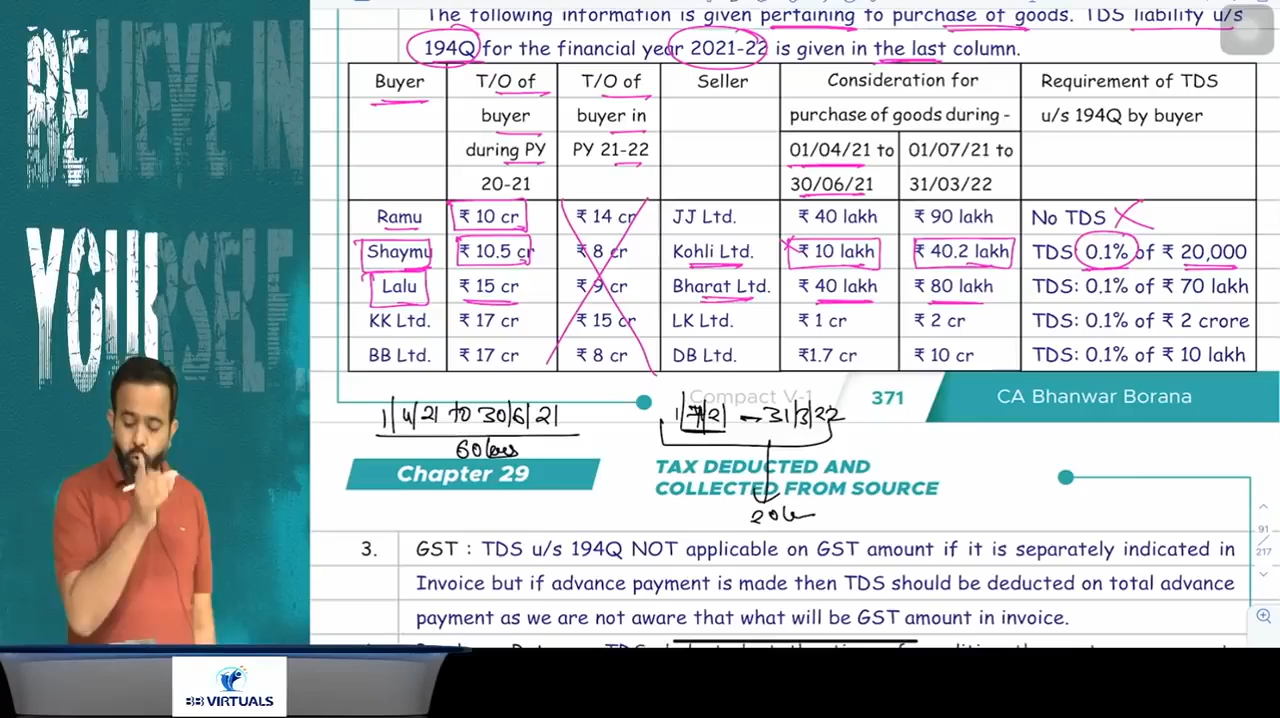 BELIEVE IN
YOURSELF.
The following information is given pertaining to purchase of goods. TDS liability u/s
194Q for the financial year 2021-22 is given in the last column.
Buyer T/O of T/O of Seller Consideration for Requirement of TDS
buyer buyer in purchase of goods during - u/s 194Q by buyer
during PY PY 21-22 01/04/21 to 01/07/21 to
20-21 30/06/21 31/03/22
Ramu ₹ 10 cr ₹ 14 cr JJ Ltd. ₹ 40 lakh ₹ 90 lakh No TDS
Shaymu ₹ 10.5 cr ₹ 8 cr Kohli Ltd. ₹ 10 lakh ₹ 40.2 lakh TDS 0.1% of ₹ 20,000
Lalu ₹ 15 cr ₹ 9 cr Bharat Ltd. ₹ 40 lakh ₹ 80 lakh TDS: 0.1% of ₹ 70 lakh
KK Ltd. ₹ 17 cr ₹ 15 cr LK Ltd. ₹ 1 cr ₹ 2 cr TDS: 0.1% of ₹ 2 crore
BB Ltd. ₹ 17 cr ₹ 8 cr DB Ltd. ₹1.7 cr ₹ 10 cr TDS: 0.1% of ₹ 10 lakh
Compact V-1 371 CA Bhanwar Borana
1/4/21 to 30/6/21 1/7/21 - 31/3/22
Chapter 29 TAX DEDUCTED AND
COLLECTED FROM SOURCE
3. GST : TDS u/s 194Q NOT applicable on GST amount if it is separately indicated in
Invoice but if advance payment is made then TDS should be deducted on total advance
payment as we are not aware that what will be GST amount in invoice.
91
217
BB VIRTUALS